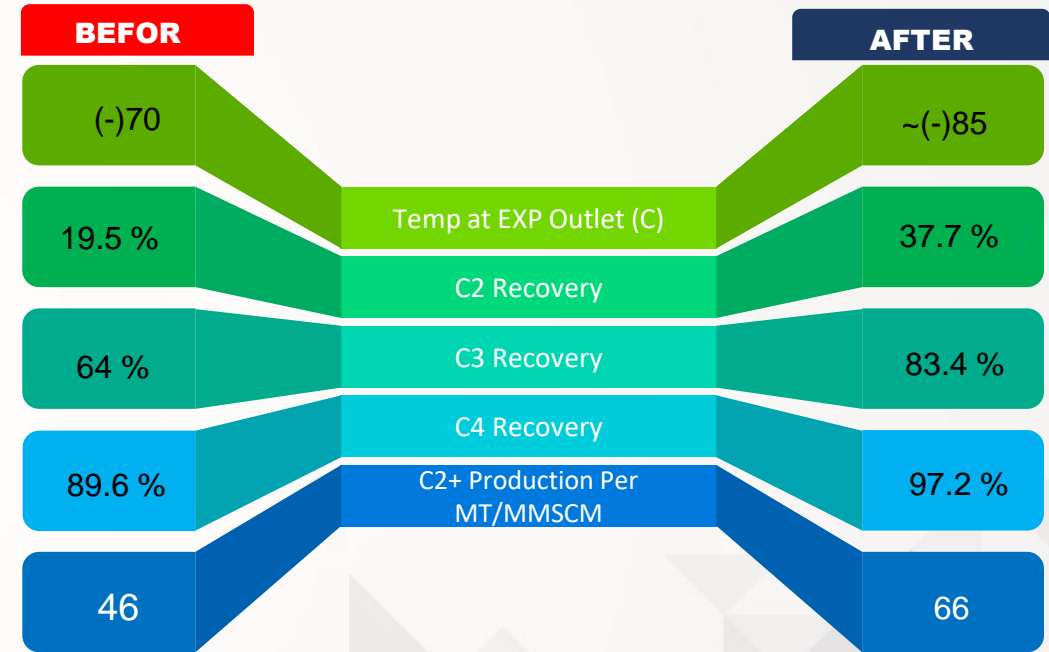 BEFOR
AFTER
(-)70
Temp at EXP Outlet (C)
~(-)85
19.5 %
C2 Recovery
37.7 %
64 %
C3 Recovery
83.4 %
89.6 %
C4 Recovery
97.2 %
46
C2+ Production Per
MT/MMSCM
66